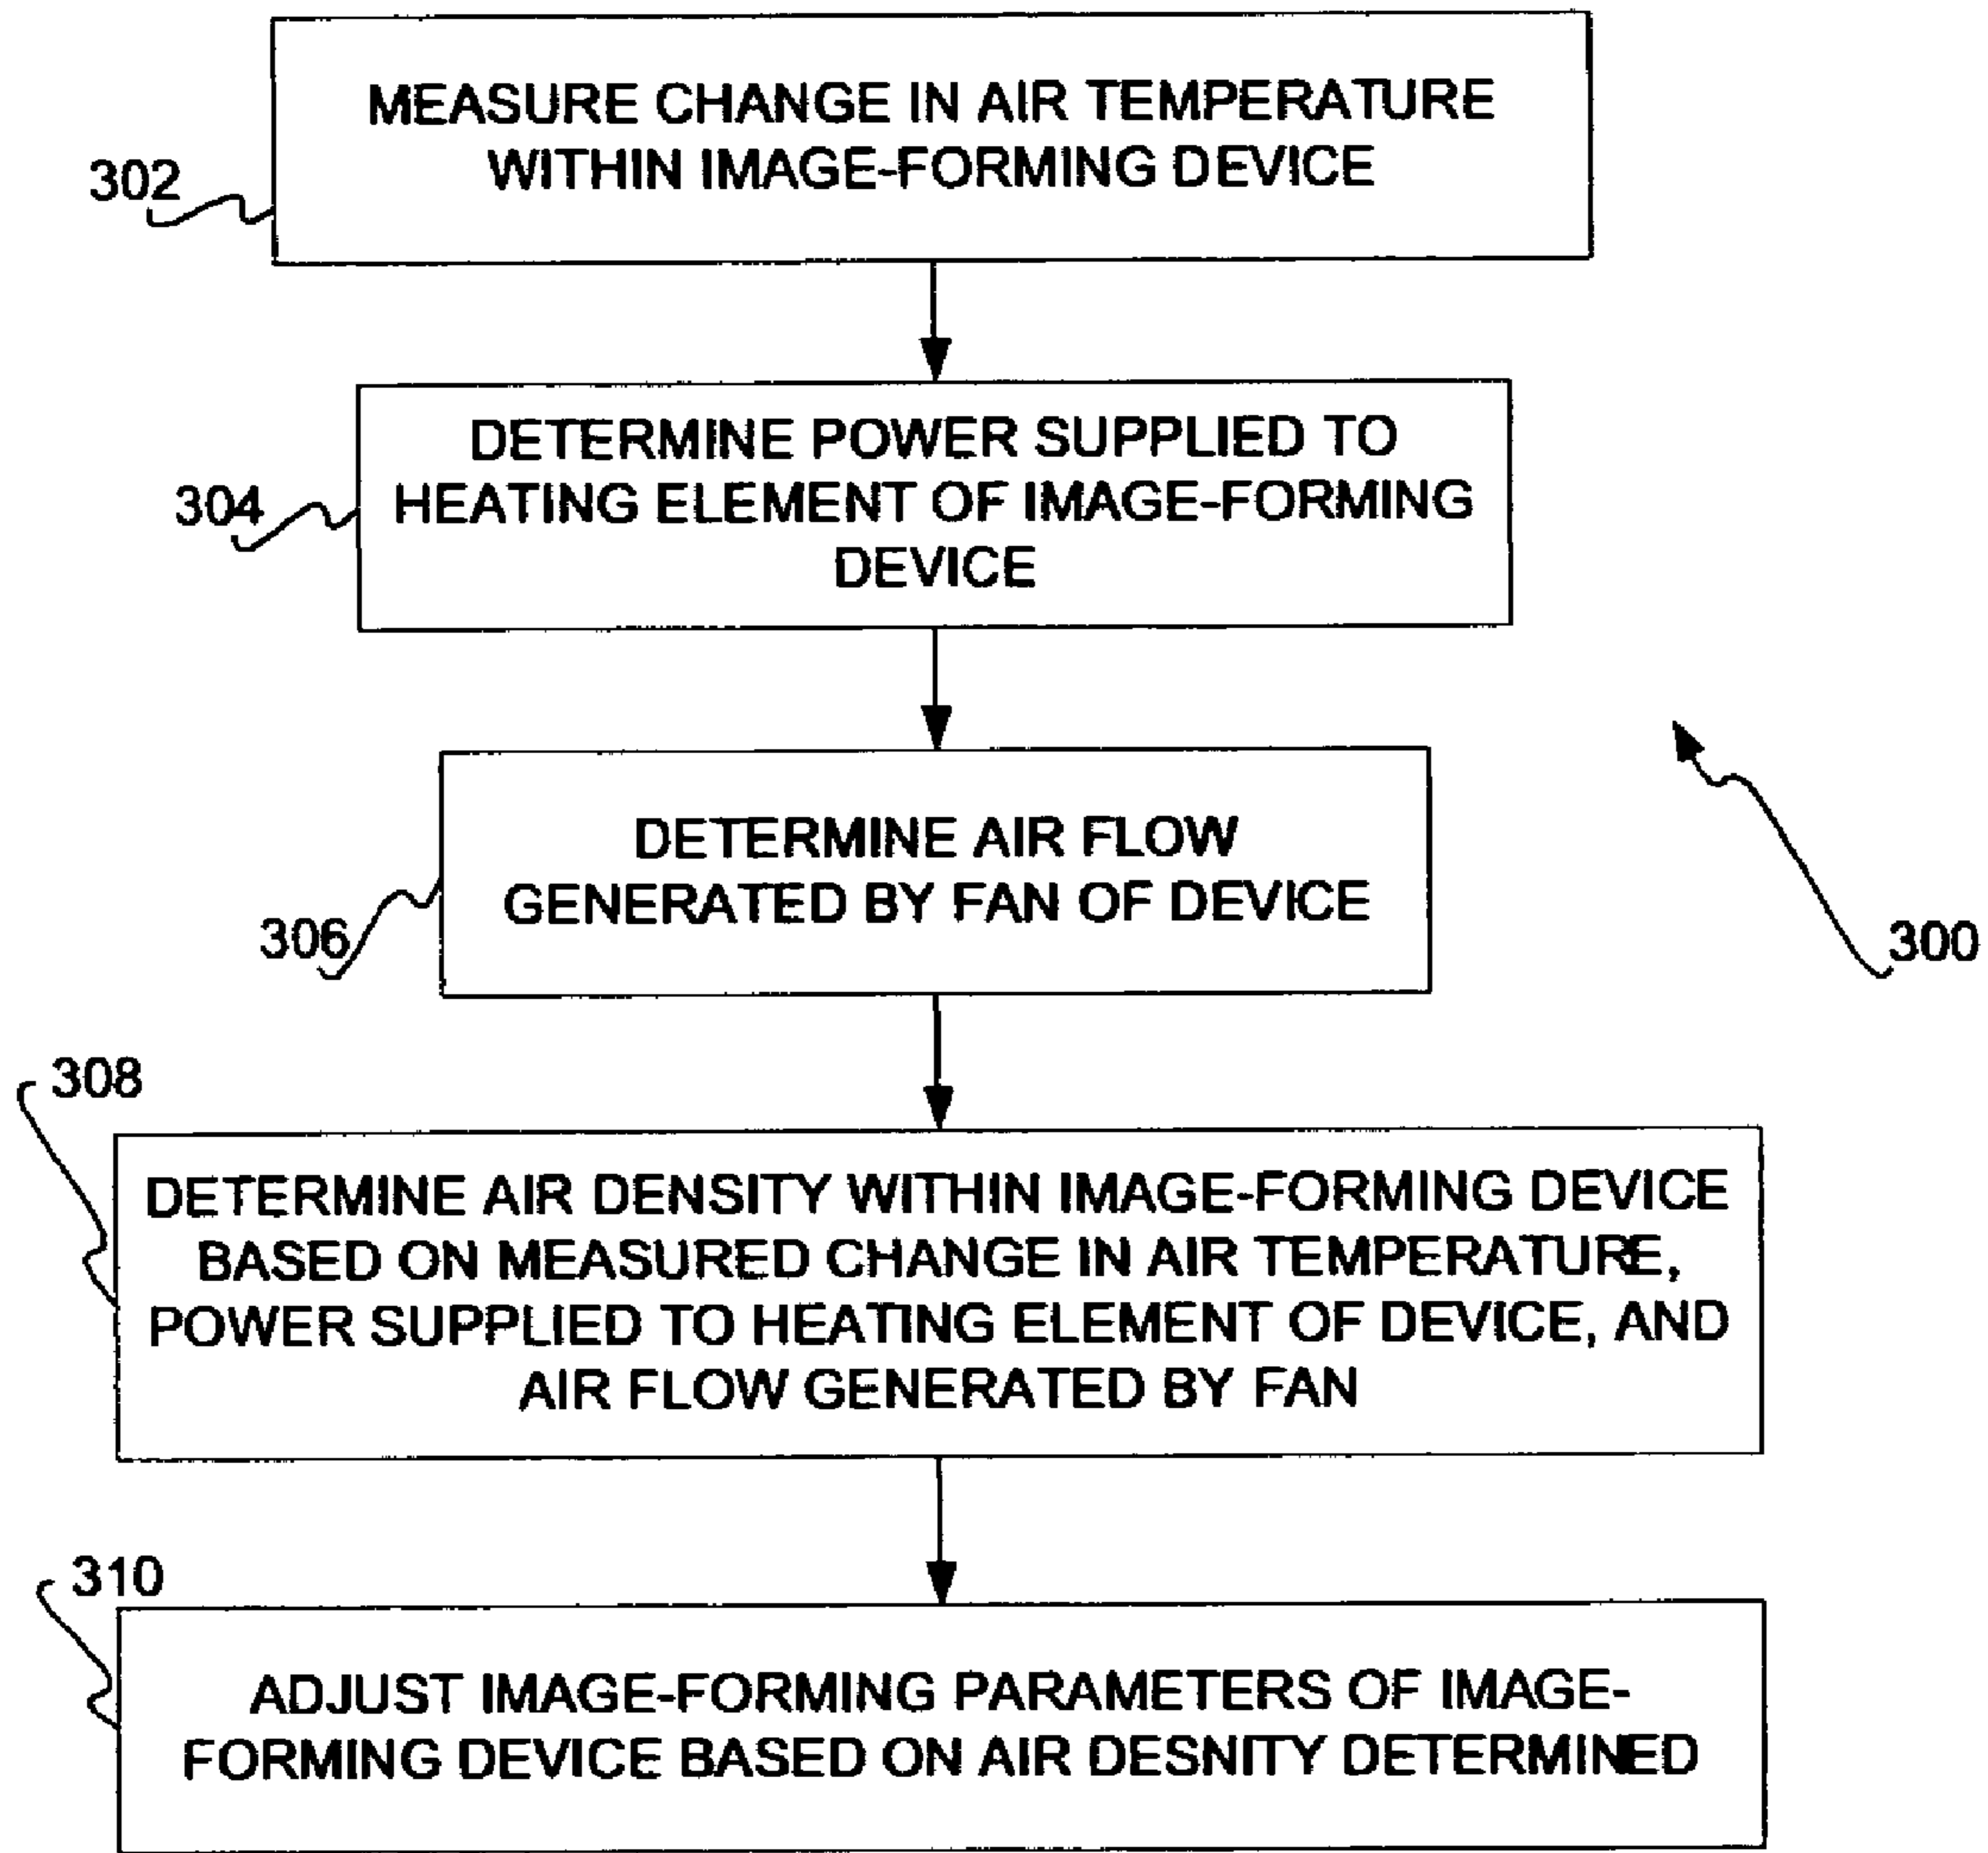 MEASURE CHANGE IN AIR TEMPERATURE
WITHIN IMAGE-FORMING DEVICE
302
DETERMINE POWER SUPPLIED TO
HEATING ELEMENT OF IMAGE-FORMING
DEVICE
304
DETERMINE AIR FLOW
GENERATED BY FAN OF DEVICE
306
300
308
DETERMINE AIR DENSITY WITHIN IMAGE-FORMING DEVICE
BASED ON MEASURED CHANGE IN AIR TEMPERATURE,
POWER SUPPLIED TO HEATING ELEMENT OF DEVICE, AND
AIR FLOW GENERATED BY FAN
310
ADJUST IMAGE-FORMING PARAMETERS OF IMAGE-
FORMING DEVICE BASED ON AIR DESNITY DETERMINED